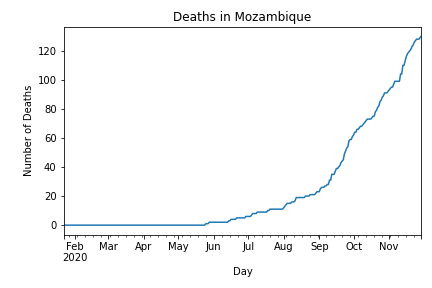 Deaths in Mozambique
Number of Deaths
120
100
80
60
40
20
0
Feb Mar Apr May Jun Jul Aug Sep Oct Nov
2020
Day